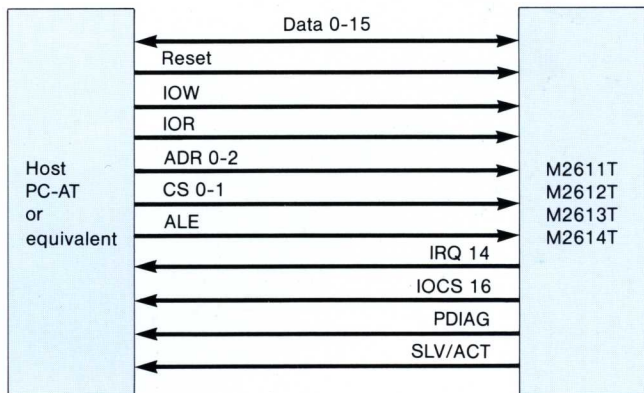 Data 0-15
Reset
IOW
IOR
ADR 0-2
CS 0-1
ALE
IRQ 14
IOCS 16
PDIAG
SLV/ACT
Host
PC-AT
or
equivalent
M2611T
M2612T
M2613T
M2614T